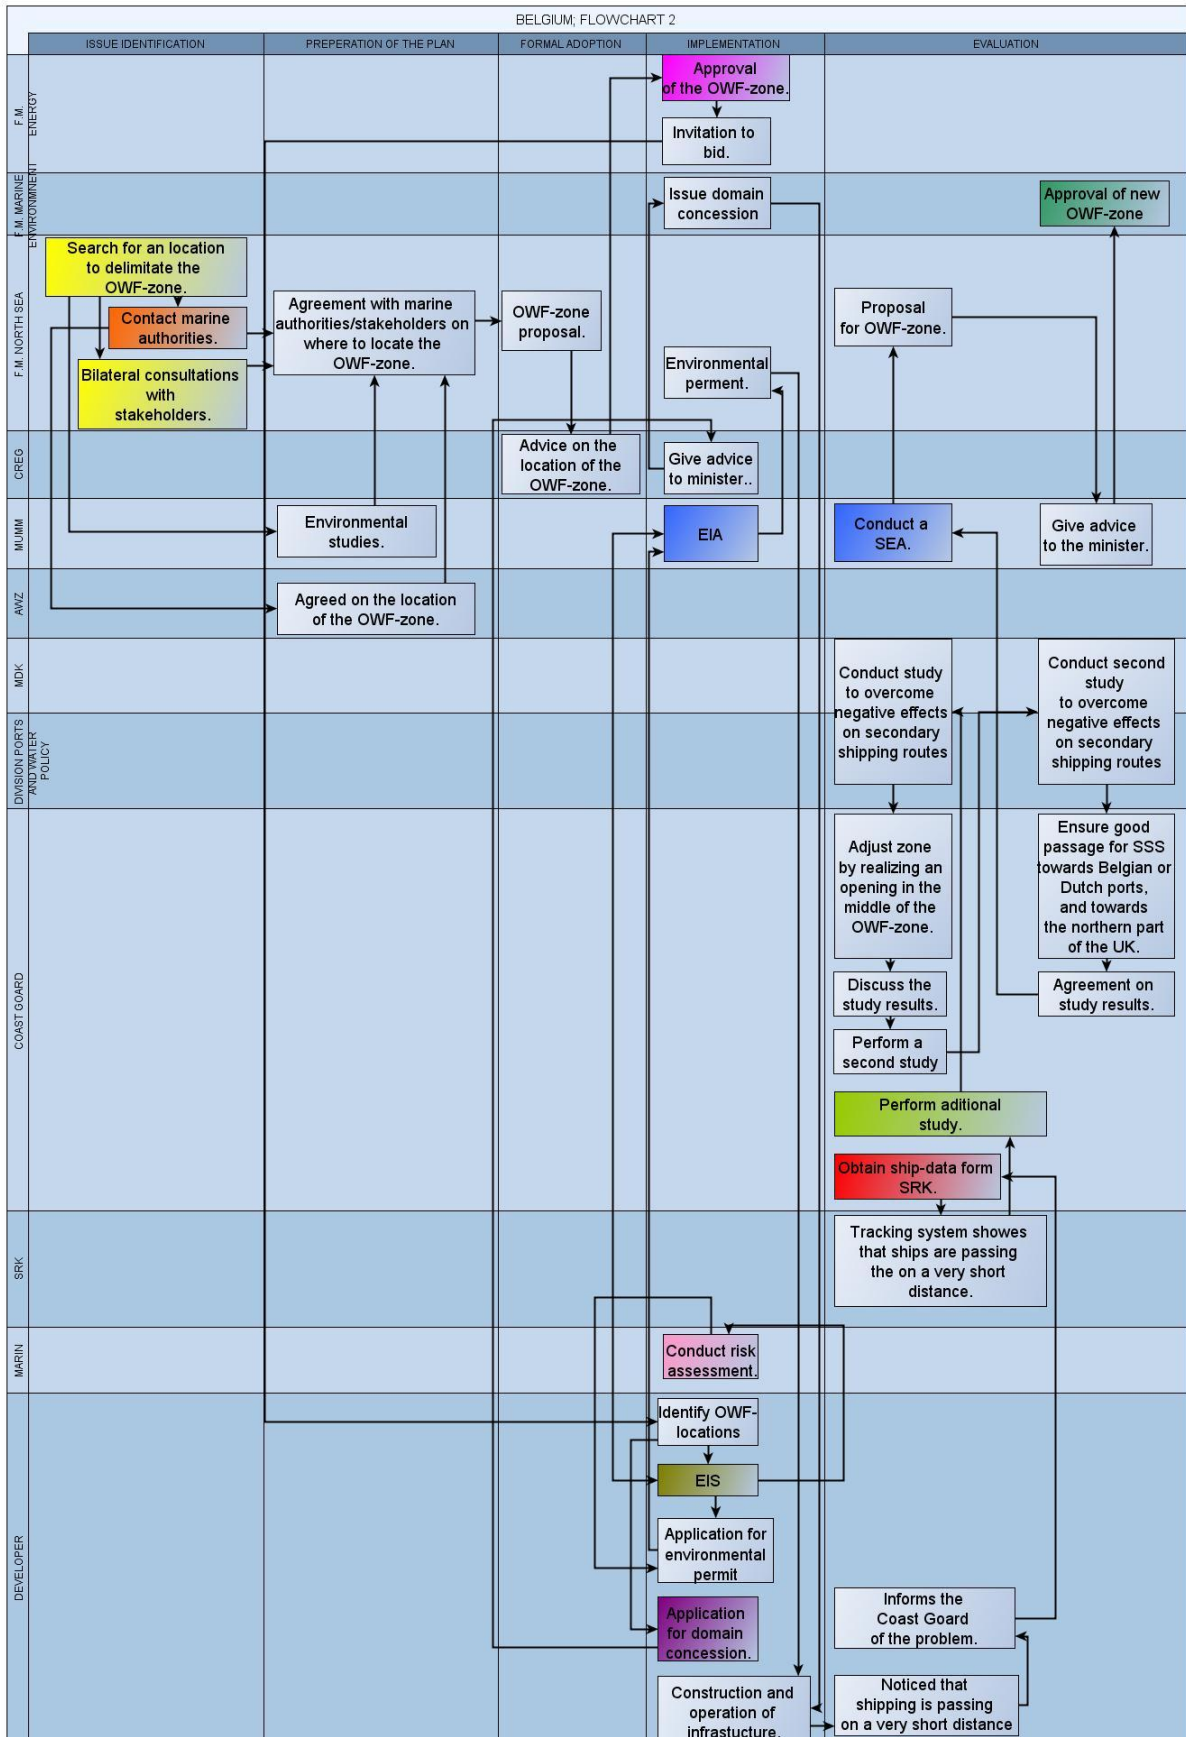 BELGIUM; FLOWCHART 2
ISSUE IDENTIFICATION
PREPERATION OF THE PLAN
FORMAL ADOPTION
IMPLEMENTATION
EVALUATION
F.M.
ENERGY
Approval
of the OWF-zone.
Invitation to
bid.
F.M. MARINE
ENVIRONMNENT
Issue domain
concession
Approval of new
OWF-zone
F.M. NORTH SEA
Search for an location
to delimitate the
OWF-zone.
Contact marine
authorities.
Bilateral consultations
with
stakeholders.
Agreement with marine
authorities/stakeholders on
where to locate the
OWF-zone.
OWF-zone
proposal.
Environmental
perment.
Proposal
for OWF-zone.
CREG
Advice on the
location of the
OWF-zone.
Give advice
to minister..
MUMM
Environmental
studies.
EIA
Conduct a
SEA.
Give advice
to the minister.
AWZ
Agreed on the location
of the OWF-zone.
MDK
Conduct study
to overcome
negative effects
on secondary
shipping routes
Conduct second
study
to overcome
negative effects
on secondary
shipping routes
DIVISION PORTS
AND WATER
POLICY
COAST GOARD
Adjust zone
by realizing an
opening in the
middle of the
OWF-zone.
Ensure good
passage for SSS
towards Belgian or
Dutch ports,
and towards
the northern part
of the UK.
Discuss the
study results.
Agreement on
study results.
Perform a
second study
Perform aditional
study.
Obtain ship-data form
SRK.
SRK
Tracking system showes
that ships are passing
the on a very short
distance.
MARIN
Conduct risk
assessment.
DEVELOPER
Identify OWF-
locations
EIS
Application for
environmental
permit
Application
for domain
concession.
Informs the
Coast Goard
of the problem.
Construction and
operation of
infrastucture.
Noticed that
shipping is passing
on a very short distance